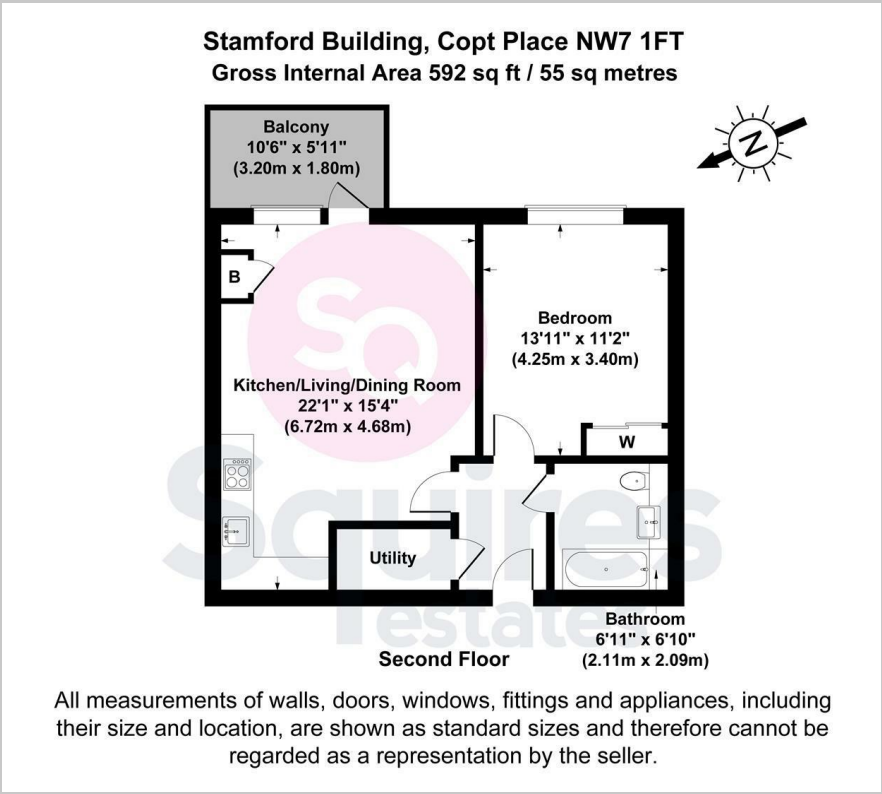 Stamford Building, Copt Place NW7 1FT
Gross Internal Area 592 sq ft / 55 sq metres
Balcony
10'6" x 5'11"
(3.20m x 1.80m)
N
B
SQ
Bedroom
13'11" x 11'2"
(4.25m x 3.40m)
Kitchen/Living/Dining Room
22'1" x 15'4"
(6.72m x 4.68m)
W
Squires
estates
Utility
Bathroom
6'11" x 6'10"
(2.11m x 2.09m)
Second Floor
All measurements of walls, doors, windows, fittings and appliances, including
their size and location, are shown as standard sizes and therefore cannot be
regarded as a representation by the seller.